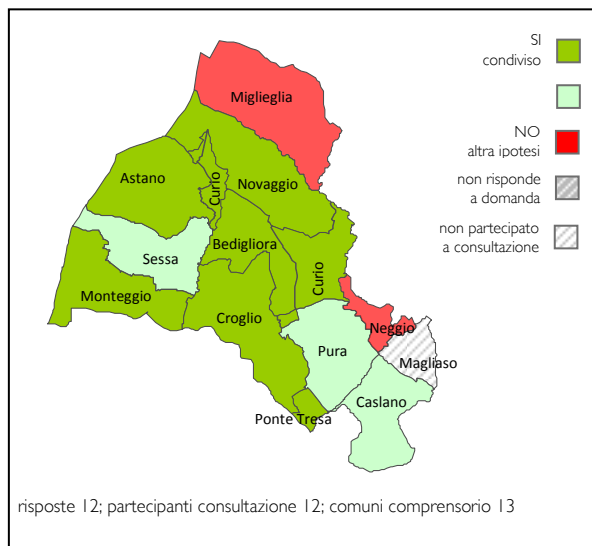 SI
condiviso
NO
altra ipotesi
non risponde
a domanda
non partecipato
a consultazione
Miglieglia
Astano
Curio
Novaggio
Sessa
Bedigliora
Curio
Monteggio
Croglio
Neggio
Pura
Magliaso
Caslano
Ponte Tresa
risposte 12; partecipanti consultazione 12; comuni comprensorio 13